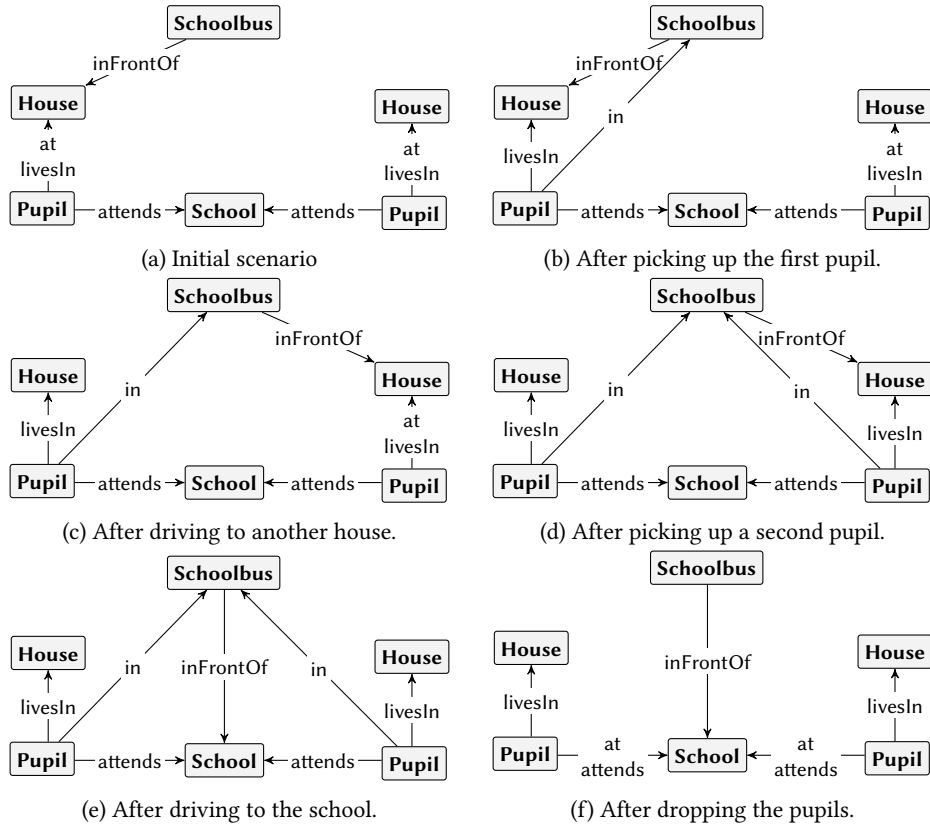 Schoolbus
inFrontOf
House
House
at
livesIn
at
livesIn
Pupil
attends
School
attends
Pupil
(a) Initial scenario
Schoolbus
inFrontOf
House
House
in
livesIn
at
livesIn
Pupil
attends
School
attends
Pupil
(b) After picking up the first pupil.
Schoolbus
inFrontOf
House
House
in
livesIn
at
livesIn
Pupil
attends
School
attends
Pupil
(c) After driving to another house.
Schoolbus
inFrontOf
House
House
in
in
livesIn
livesIn
Pupil
attends
School
attends
Pupil
(d) After picking up a second pupil.
Schoolbus
House
House
in
inFrontOf
in
livesIn
livesIn
Pupil
attends
School
attends
Pupil
(e) After driving to the school.
Schoolbus
House
House
inFrontOf
livesIn
livesIn
Pupil
at
attends
School
at
attends
Pupil
(f) After dropping the pupils.